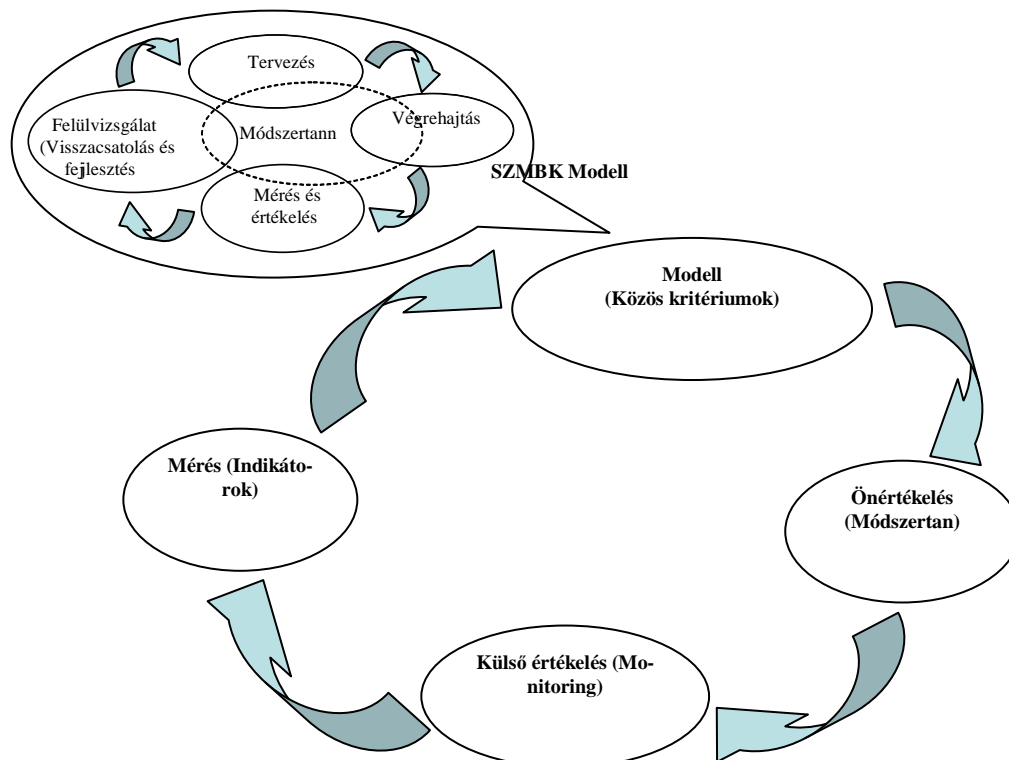 Tervezés
Végrehajtás
Felülvizsgálat
(Visszacsatolás és
fejlesztés
Módszertann
Mérés és
értékelés
SZMBK Modell
Modell
(Közös kritériumok)
Mérés (Indikáto-
rok)
Önértékelés
(Módszertan)
Külső értékelés (Mo-
nitoring)